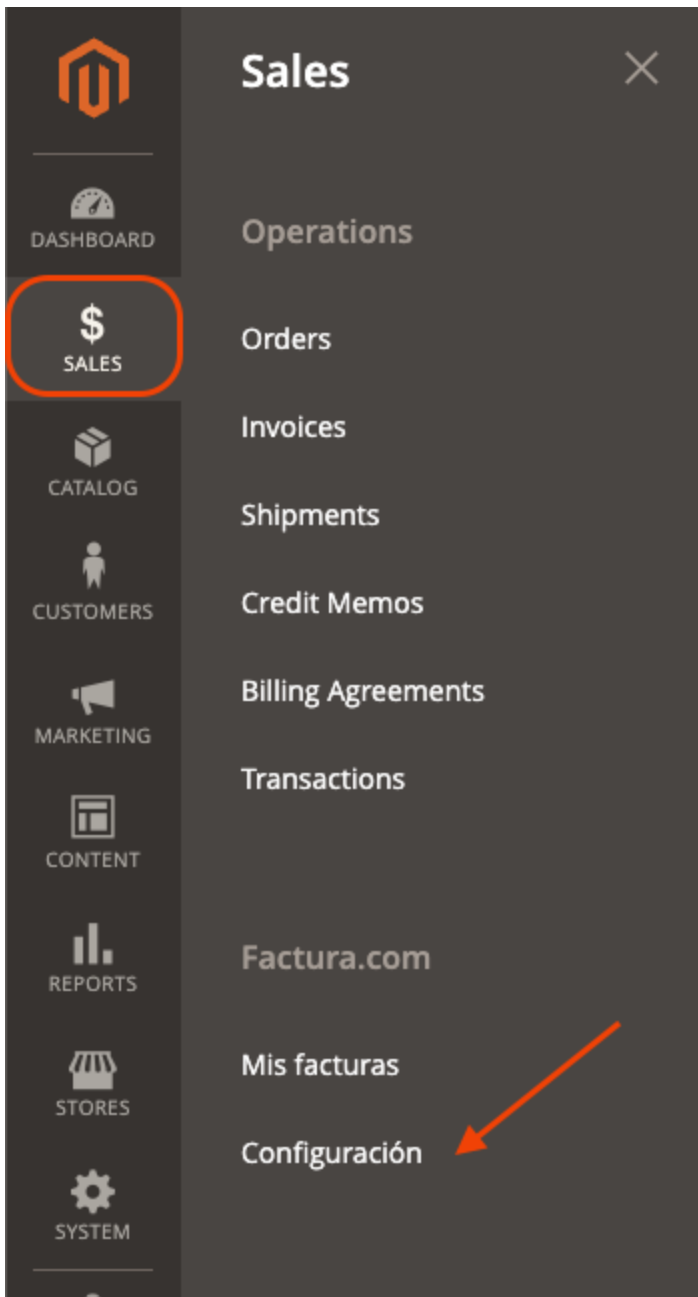 DASHBOARD
SALES
CATALOG
CUSTOMERS
MARKETING
CONTENT
REPORTS
STORES
SYSTEM
Sales
Operations
Orders
Invoices
Shipments
Credit Memos
Billing Agreements
Transactions
Factura.com
Mis facturas
Configuración